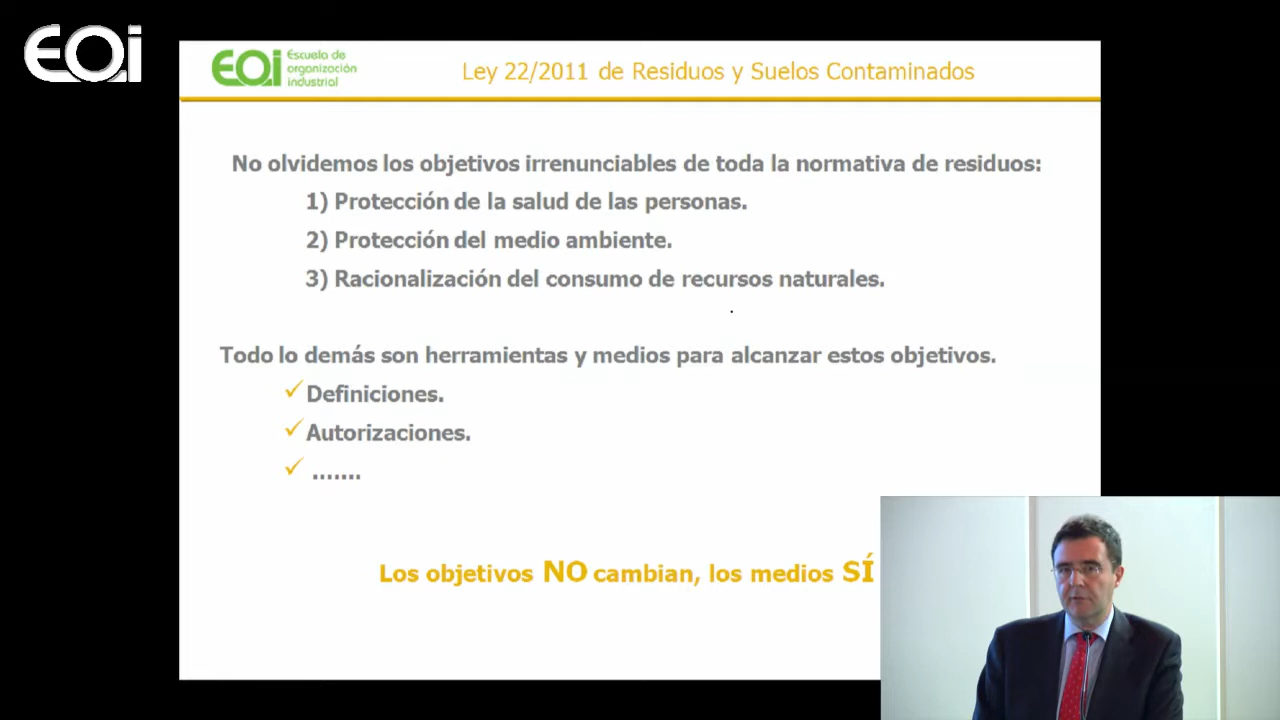 EOi
EOi
Escuela de
organización
industrial
Ley 22/2011 de Residuos y Suelos Contaminados
No olvidemos los objetivos irrenunciables de toda la normativa de residuos:
1) Protección de la salud de las personas.
2) Protección del medio ambiente.
3) Racionalización del consumo de recursos naturales.
Todo lo demás son herramientas y medios para alcanzar estos objetivos.
✓ Definiciones.
✓ Autorizaciones.
✓ .......
Los objetivos NO cambian, los medios SÍ